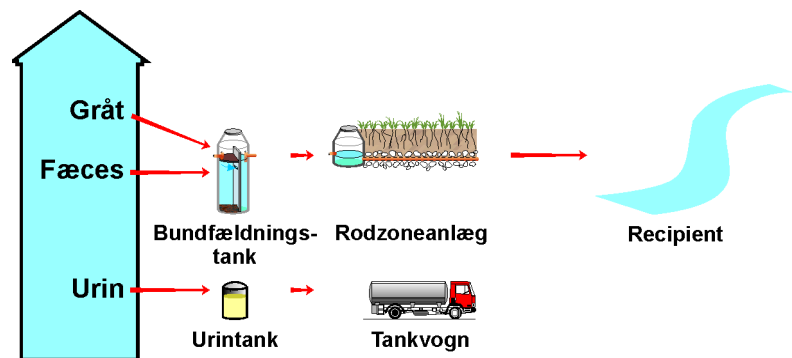 Gråt
Fæces
Bundfældnings-
tank
Rodzoneanlæg
Recipient
Urin
Urintank
Tankvogn